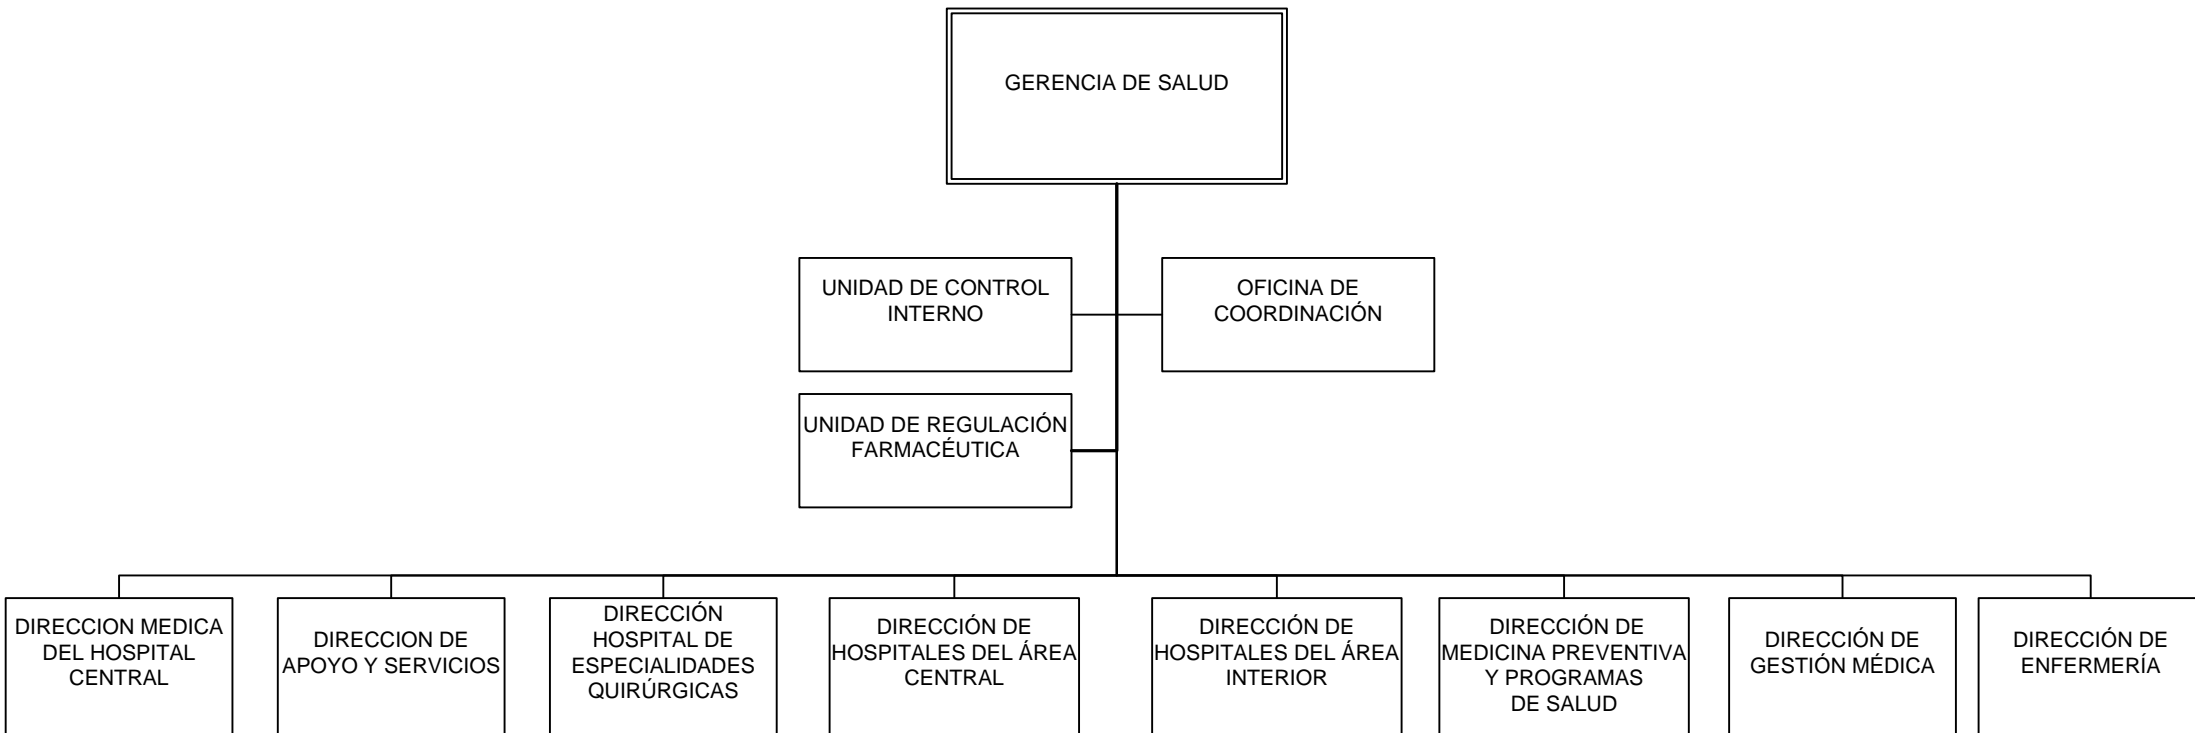 GERENCIA DE SALUD
UNIDAD DE CONTROL
INTERNO
OFICINA DE
COORDINACIÓN
UNIDAD DE REGULACIÓN
FARMACÉUTICA
DIRECCION MEDICA
DEL HOSPITAL
CENTRAL
DIRECCION DE
APOYO Y SERVICIOS
DIRECCIÓN
HOSPITAL DE
ESPECIALIDADES
QUIRÚRGICAS
DIRECCIÓN DE
HOSPITALES DEL ÁREA
CENTRAL
DIRECCIÓN DE
HOSPITALES DEL ÁREA
INTERIOR
DIRECCIÓN DE
MEDICINA PREVENTIVA
Y PROGRAMAS
DE SALUD
DIRECCIÓN DE
GESTIÓN MÉDICA
DIRECCIÓN DE
ENFERMERÍA